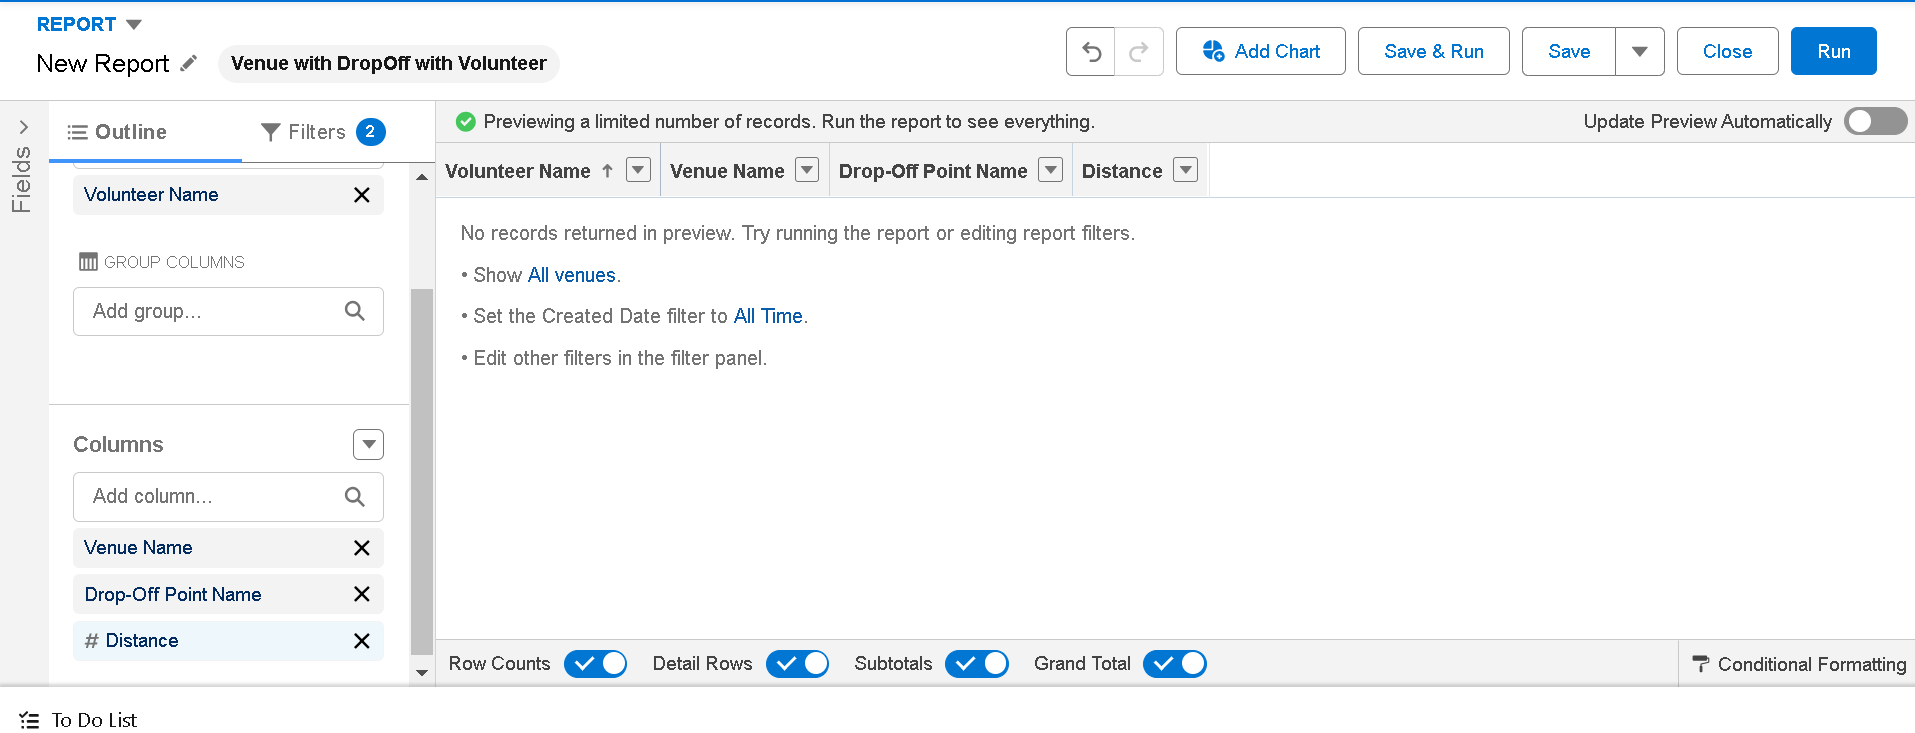 REPORT
New Report
Venue with DropOff with Volunteer
Add Chart
Save & Run
Save
Close
Run
Fields
Outline
Filters 2
Volunteer Name
GROUP COLUMNS
Add group...
Columns
Add column...
Venue Name
Drop-Off Point Name
# Distance
Previewing a limited number of records. Run the report to see everything.
Update Preview Automatically
Volunteer Name ↑ Venue Name Drop-Off Point Name Distance
No records returned in preview. Try running the report or editing report filters.
• Show All venues.
• Set the Created Date filter to All Time.
• Edit other filters in the filter panel.
Row Counts Detail Rows Subtotals Grand Total Conditional Formatting
To Do List